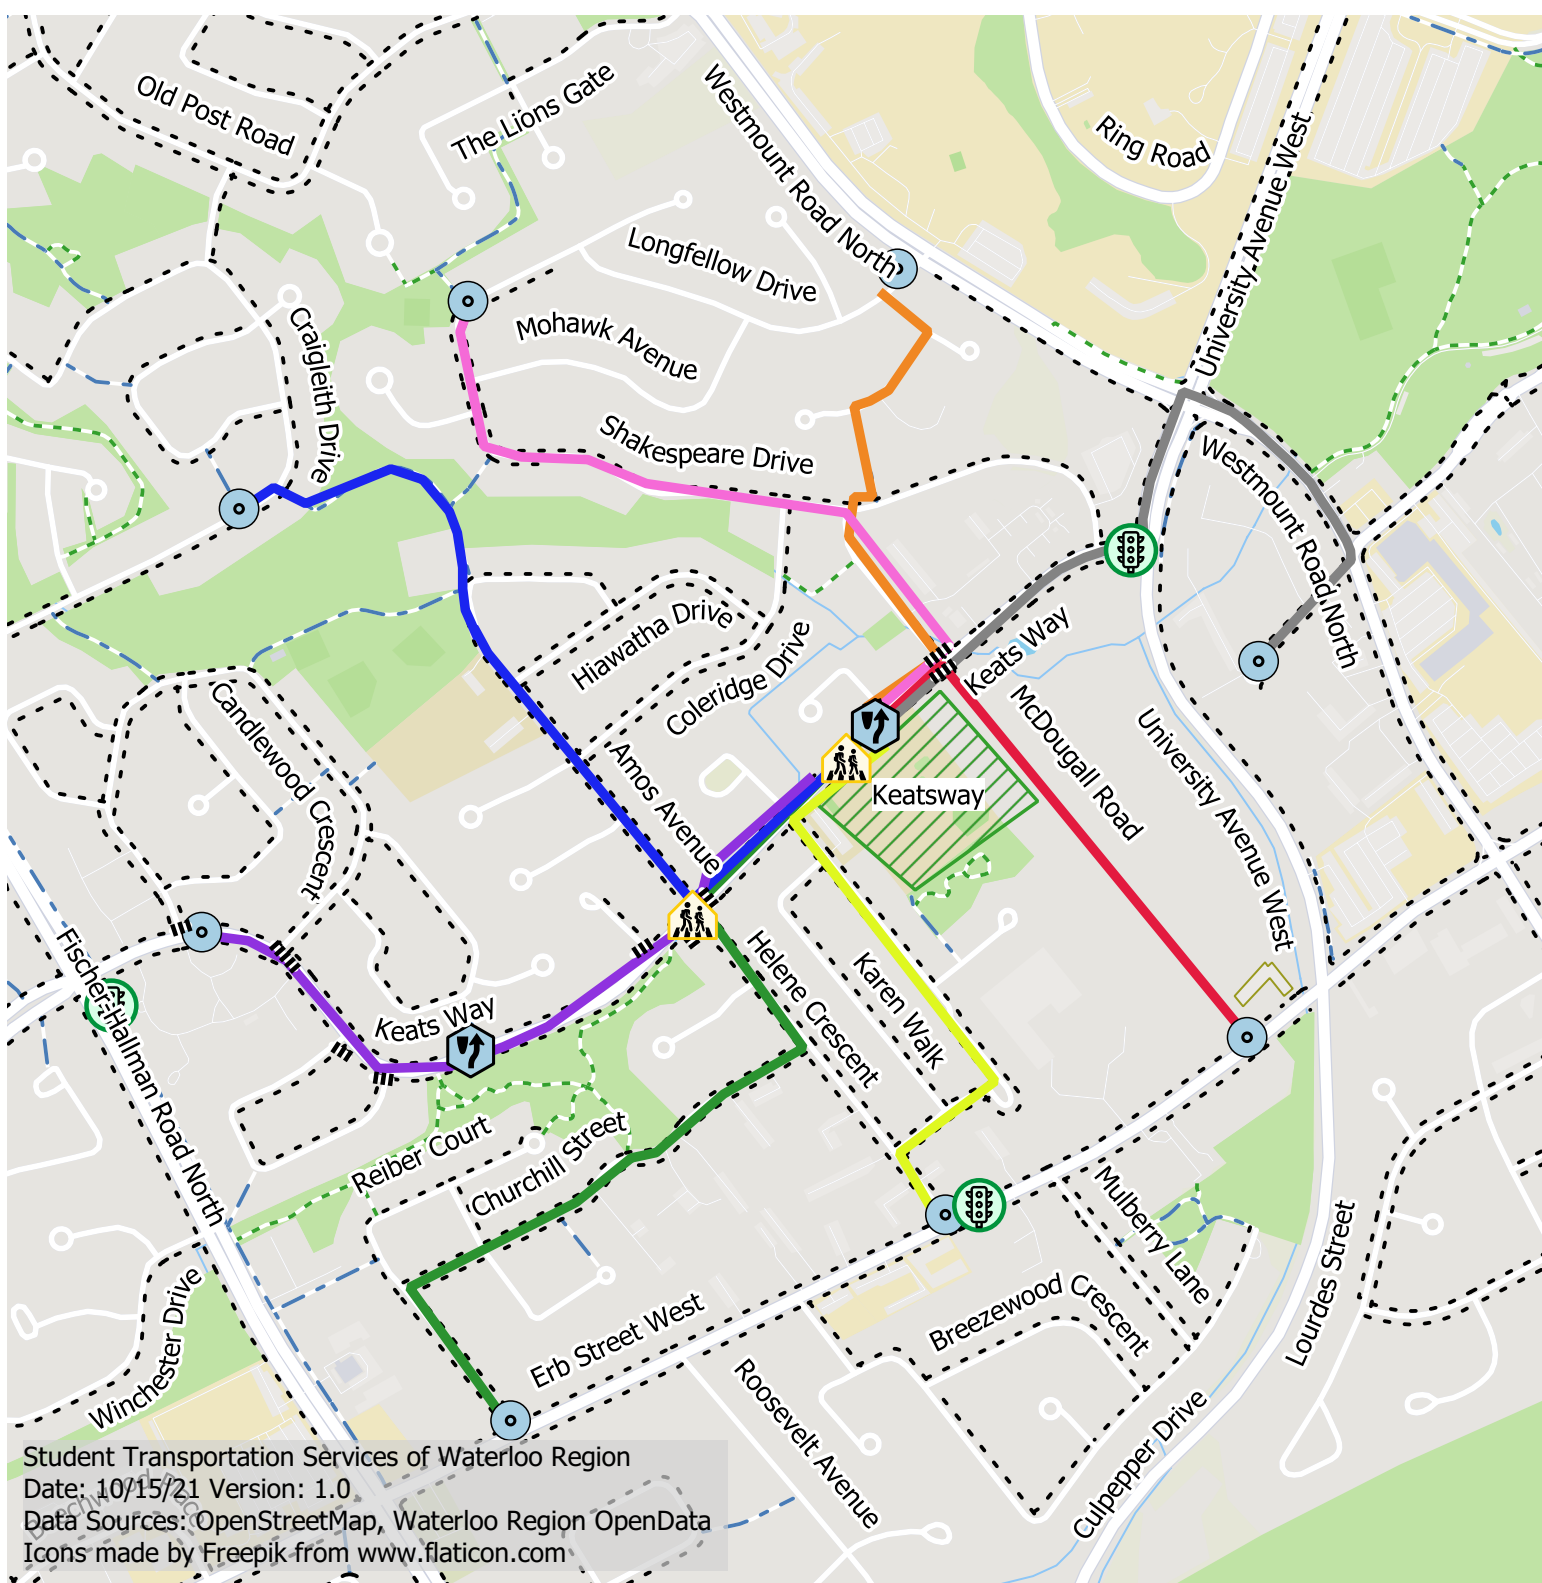 Old Post Road
The Lions Gate
Westmount Road North
Ring Road
University Avenue West
Longfellow Drive
Mohawk Avenue
Craigleith Drive
Shakespeare Drive
Westmount Road North
Hiawatha Drive
Coleridge Drive
Keats Way
McDougall Road
University Avenue West
Candlewood Crescent
Amos Avenue
Keatsway
Fischer-Hallman Road North
Keats Way
Helene Crescent
Karen Walk
Reiber Court
Churchill Street
Mulberry Lane
Lourdes Street
Winchester Drive
Erb Street West
Breezewood Crescent
Roosevelt Avenue
Culpepper Drive
Beechwood Place
Student Transportation Services of Waterloo Region
Date: 10/15/21 Version: 1.0
Data Sources: OpenStreetMap, Waterloo Region OpenData
Icons made by Freepik from www.flaticon.com